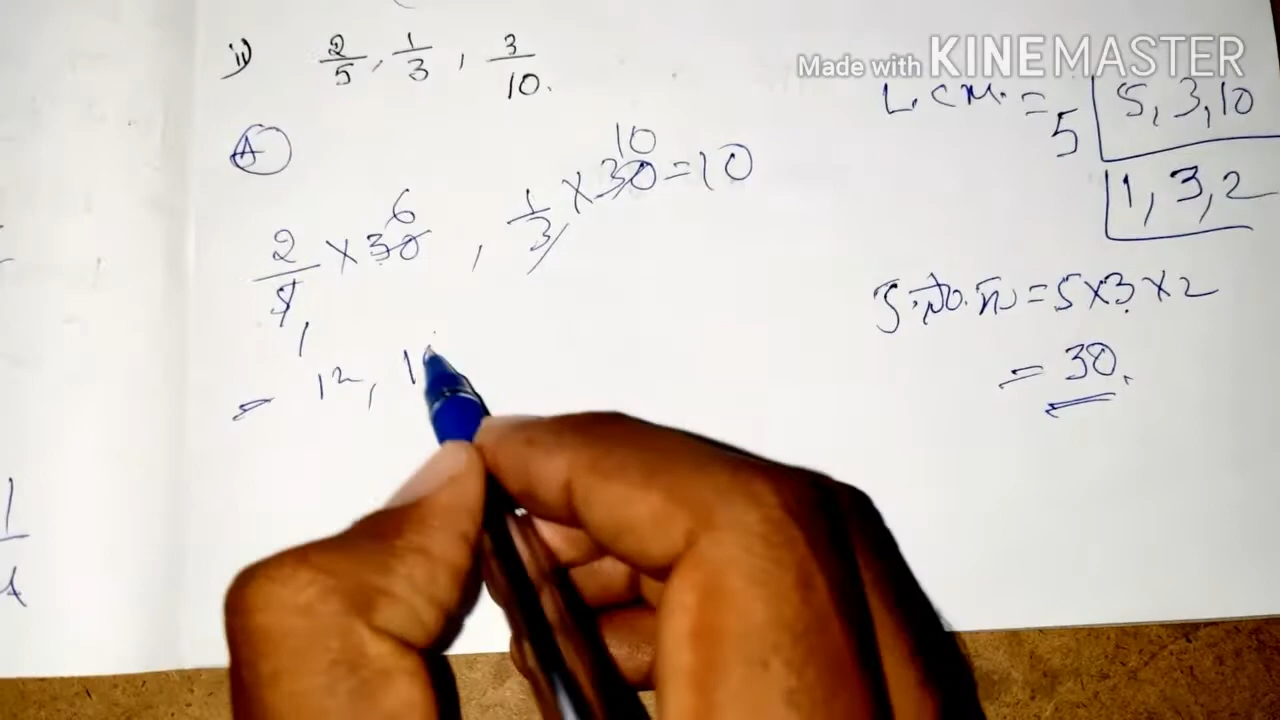 ii) 2/5, 1/3, 3/10.
Made with KINEMASTER
L.C.M. = 5 | 5, 3, 10
1, 3, 2
A
2/5 × 30 6, 1/3 × 30 10 = 10
= 5×3×2
= 30.
= 12, 10
1